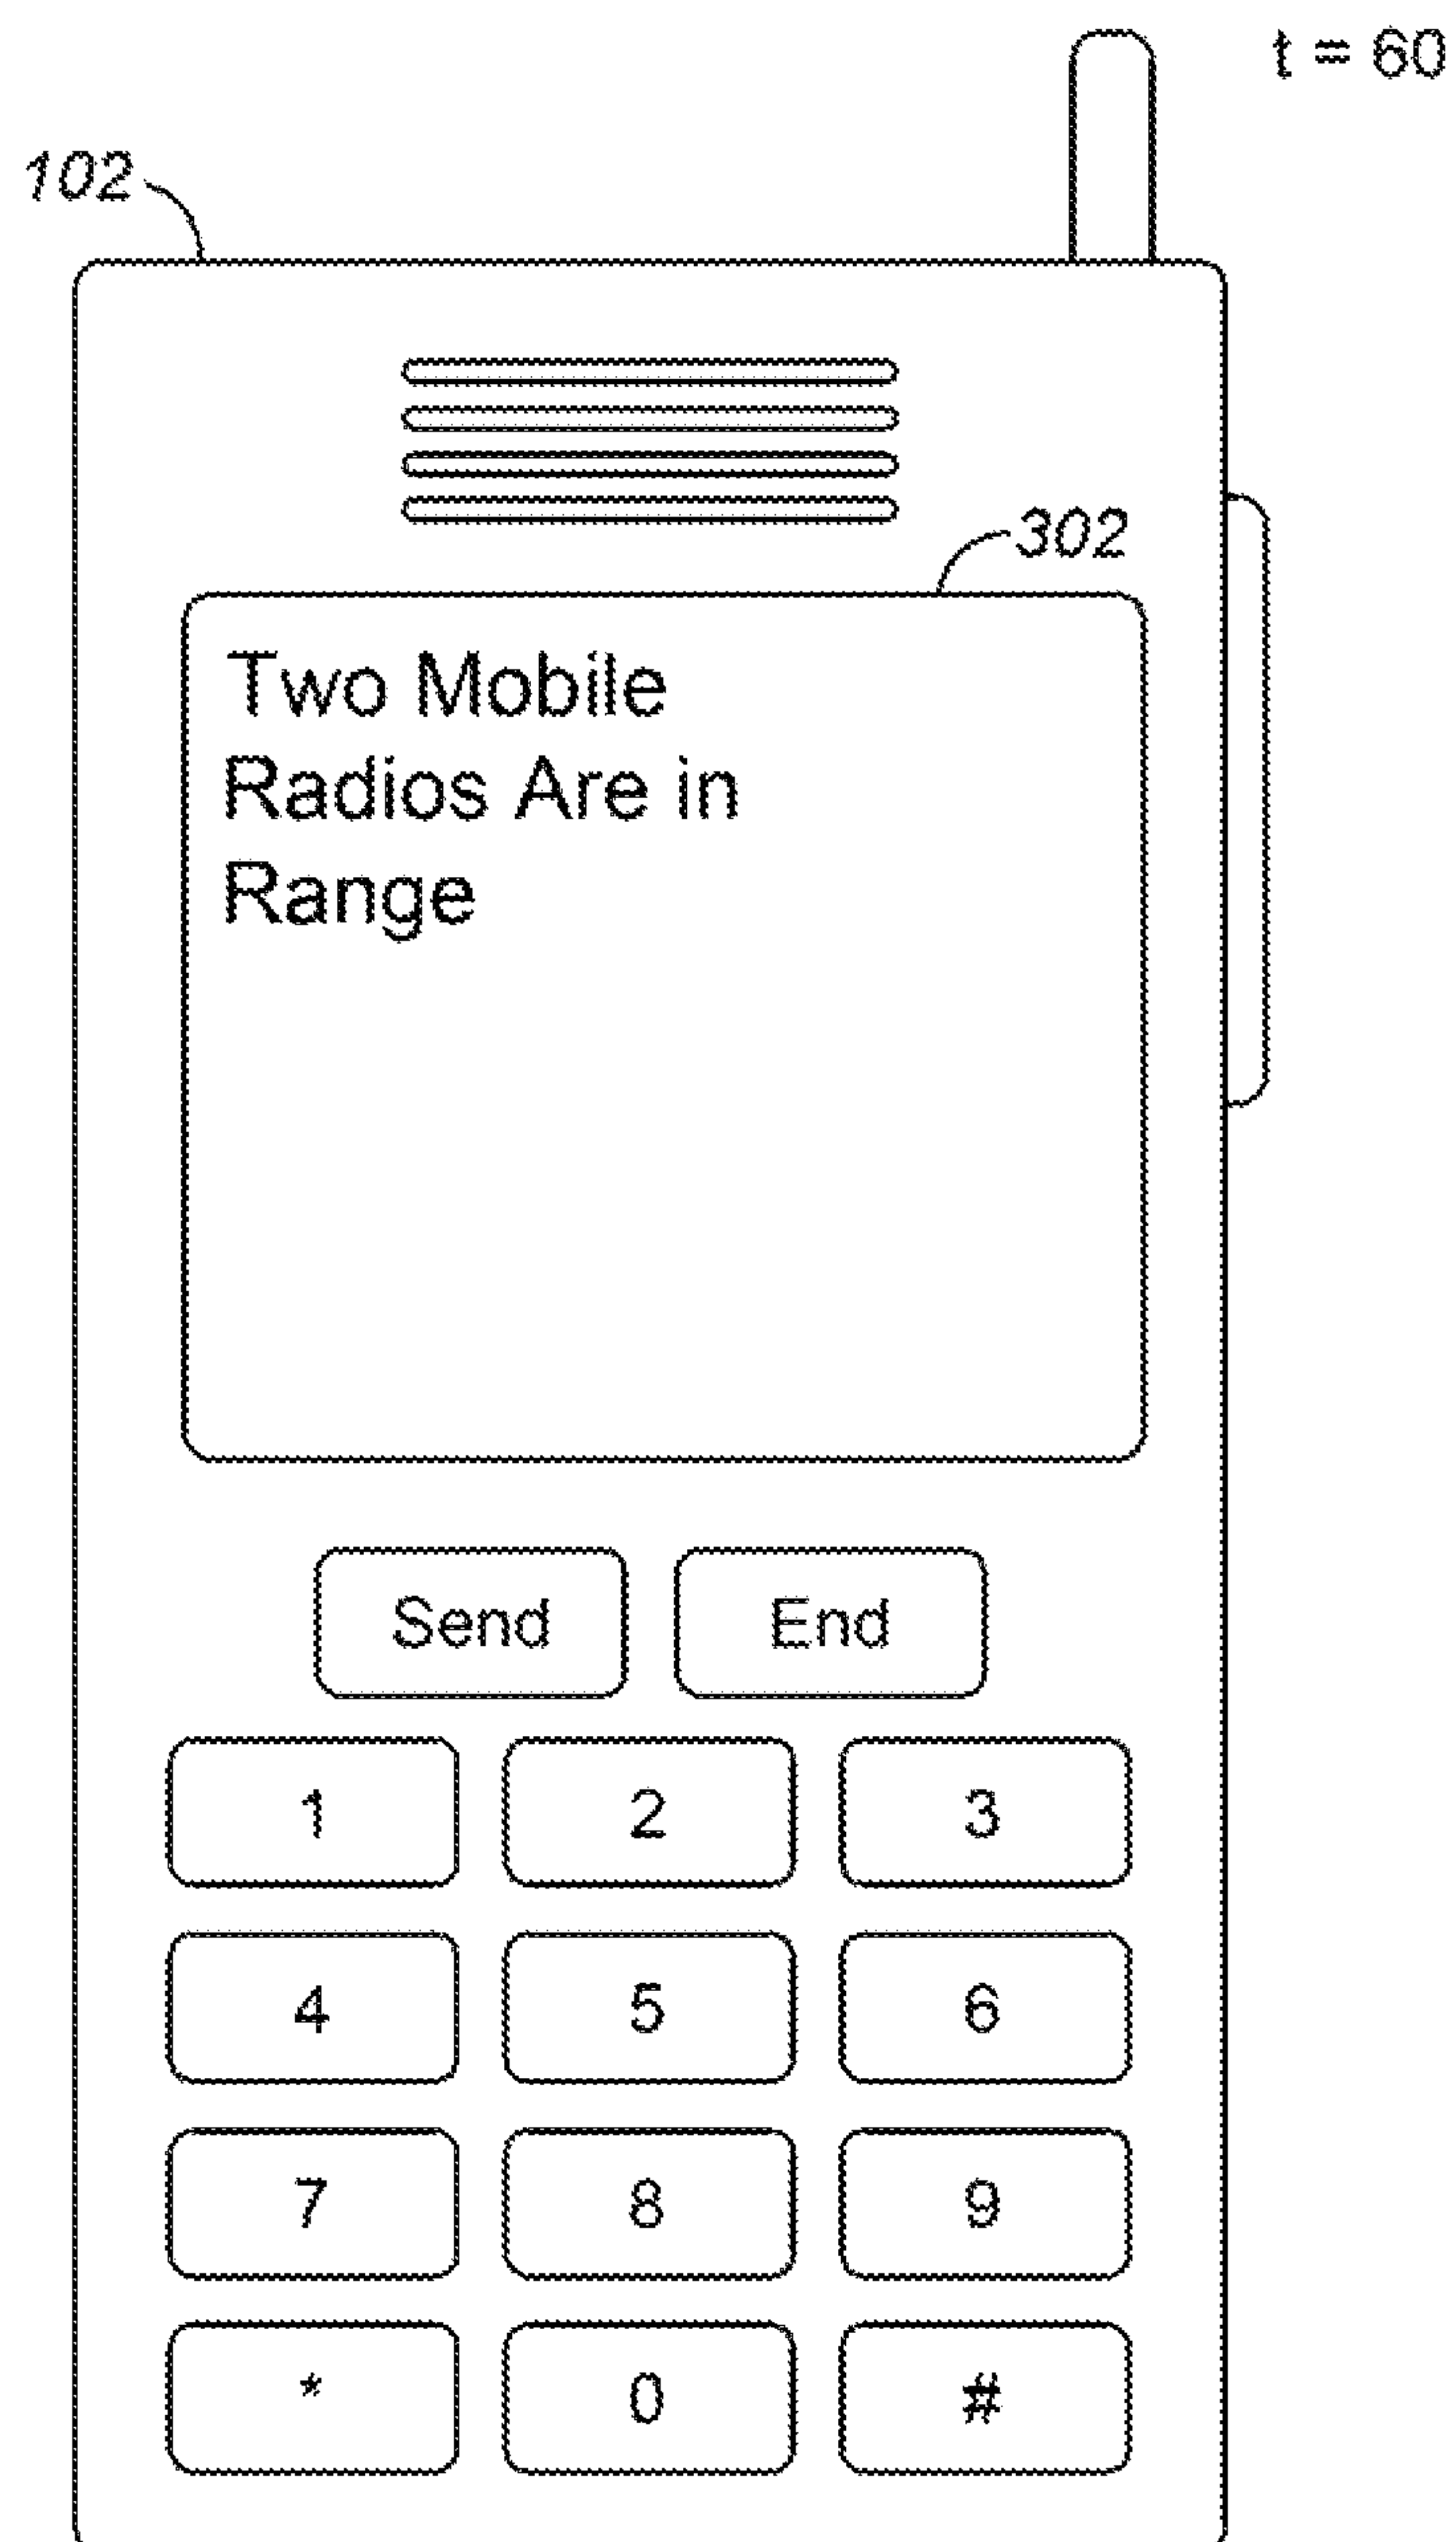 t = 60
102
302
Two Mobile
Radios Are in
Range
Send End
1 2 3
4 5 6
7 8 9
* 0 #